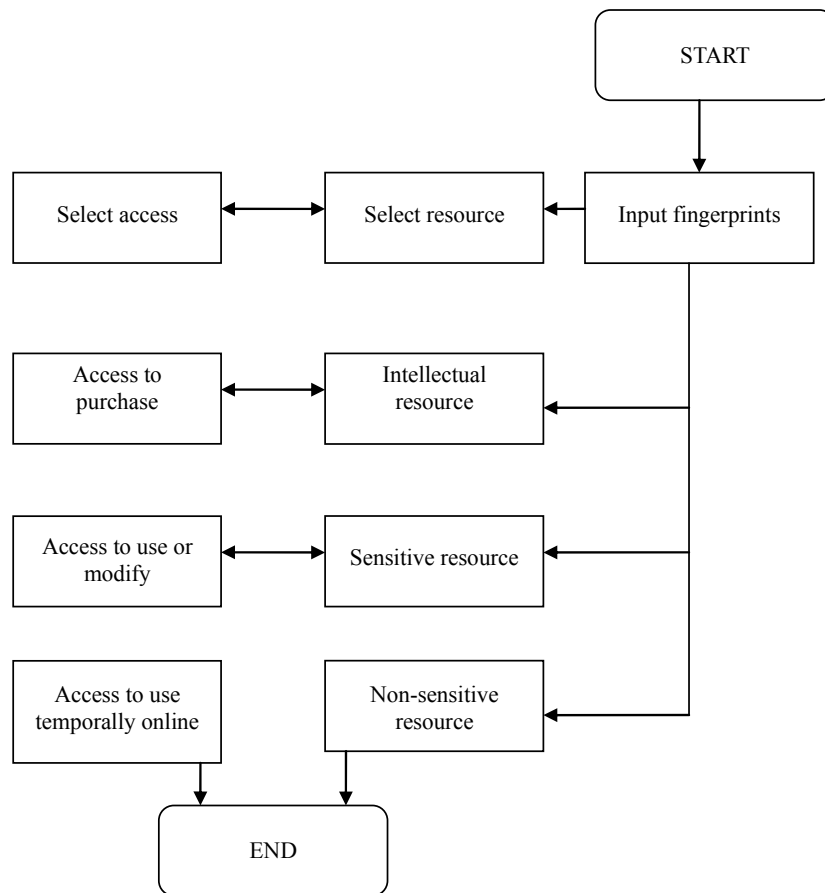 START
Select access
Select resource
Input fingerprints
Access to
purchase
Intellectual
resource
Access to use or
modify
Sensitive resource
Access to use
temporally online
Non-sensitive
resource
END